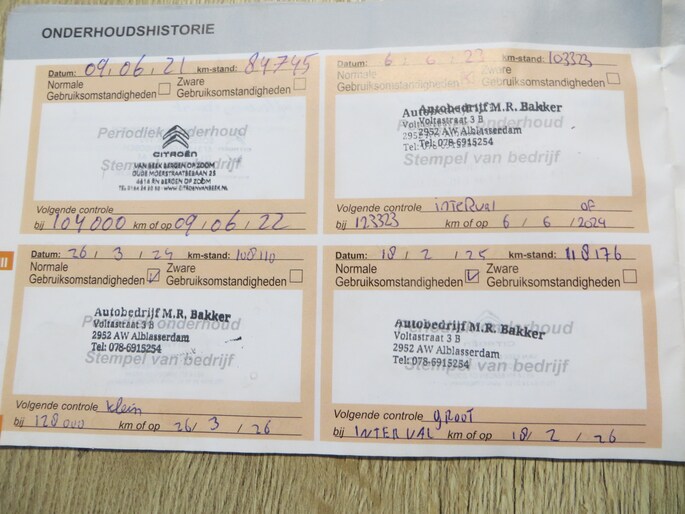 ONDERHOUDSHISTORIE
Datum: 09, 06, 21 km-stand: 84745
Normale Gebruiksomstandigheden Zware Gebruiksomstandigheden
Periodiek onderhoud
CITROËN
Stempel van bedrijf
VAN BEEK BERGEN OP ZOOM
OUDE MOERSTRAATSEBAAN 25
BERGEN OP ZOOM
Volgende controle
bij 104000 km of op 09/06/22
Datum: 6, 6, 23 km-stand: 103323
Normale Gebruiksomstandigheden Zware Gebruiksomstandigheden
Autobedrijf M.R. Bakker
Voltastraat 3 B
2952 AW Alblasserdam
Tel: 078-6915254
Stempel van bedrijf
Volgende controle interval of
bij 123323 km of op 6/6/2024
Datum: 26, 3, 24 km-stand: 108110
Normale Gebruiksomstandigheden Zware Gebruiksomstandigheden
Autobedrijf M.R. Bakker
Voltastraat 3 B
2952 AW Alblasserdam
Tel: 078-6915254
Stempel van bedrijf
Volgende controle klein
bij 128000 km of op 26/3/26
Datum: 18, 2, 25 km-stand: 118176
Normale Gebruiksomstandigheden Zware Gebruiksomstandigheden
Autobedrijf M.R. Bakker
Voltastraat 3 B
2952 AW Alblasserdam
Tel: 078-6915254
Stempel van bedrijf
Volgende controle groot
bij INTERVAL km of op 18/2/26